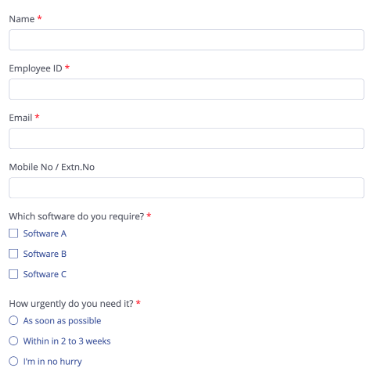 Name *
Employee ID *
Email *
Mobile No / Extn.No
Which software do you require? *
Software A
Software B
Software C
How urgently do you need it? *
As soon as possible
Within in 2 to 3 weeks
I'm in no hurry